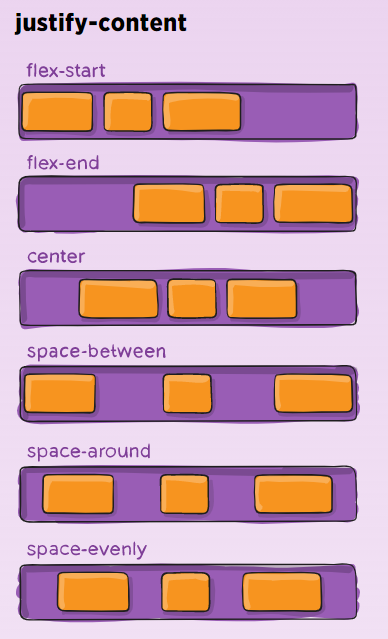 justify-content
flex-start
flex-end
center
space-between
space-around
space-evenly